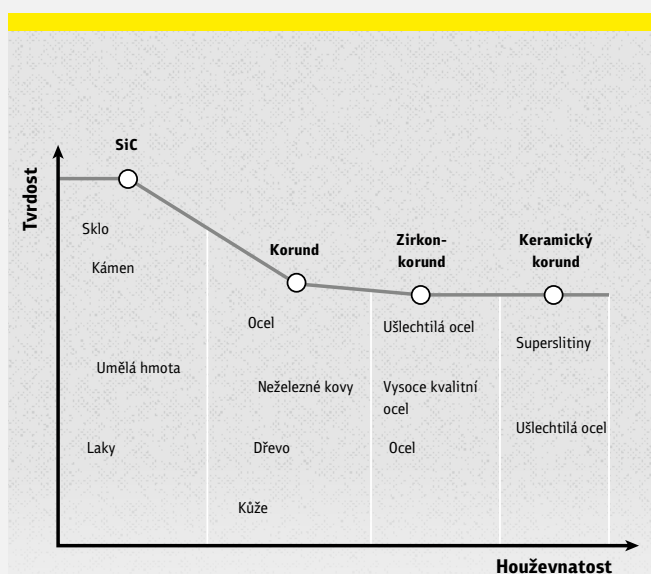 SiC
Tvrdost
Sklo
Kámen
Umělá hmota
Laky
Korund
Ocel
Neželezné kovy
Dřevo
Kůže
Zirkon-
korund
Ušlechtilá ocel
Vysoce kvalitní
ocel
Ocel
Keramický
korund
Superslitiny
Ušlechtilá ocel
Houževnatost